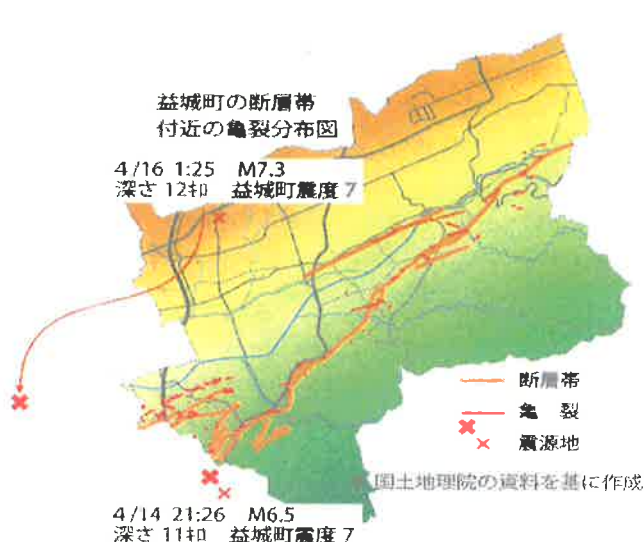 益城町の断層帯
付近の亀裂分布図
4/16 1:25 M7.3
深さ12㌔ 益城町震度7
断層帯
亀裂
震源地
※国土地理院の資料を基に作成
4/14 21:26 M6.5
深さ11㌔ 益城町震度7